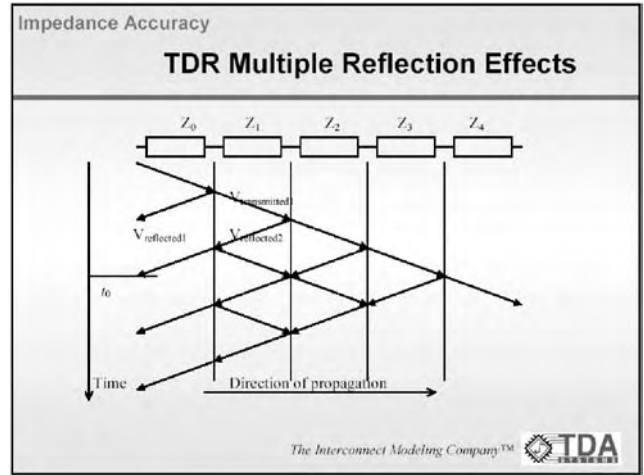 Impedance Accuracy
TDR Multiple Reflection Effects
Z0 Z1 Z2 Z3 Z4
Vtransmitted1
Vreflected1 Vreflected2
t0
Time Direction of propagation
The Interconnect Modeling Company™ TDA
SYSTEMS